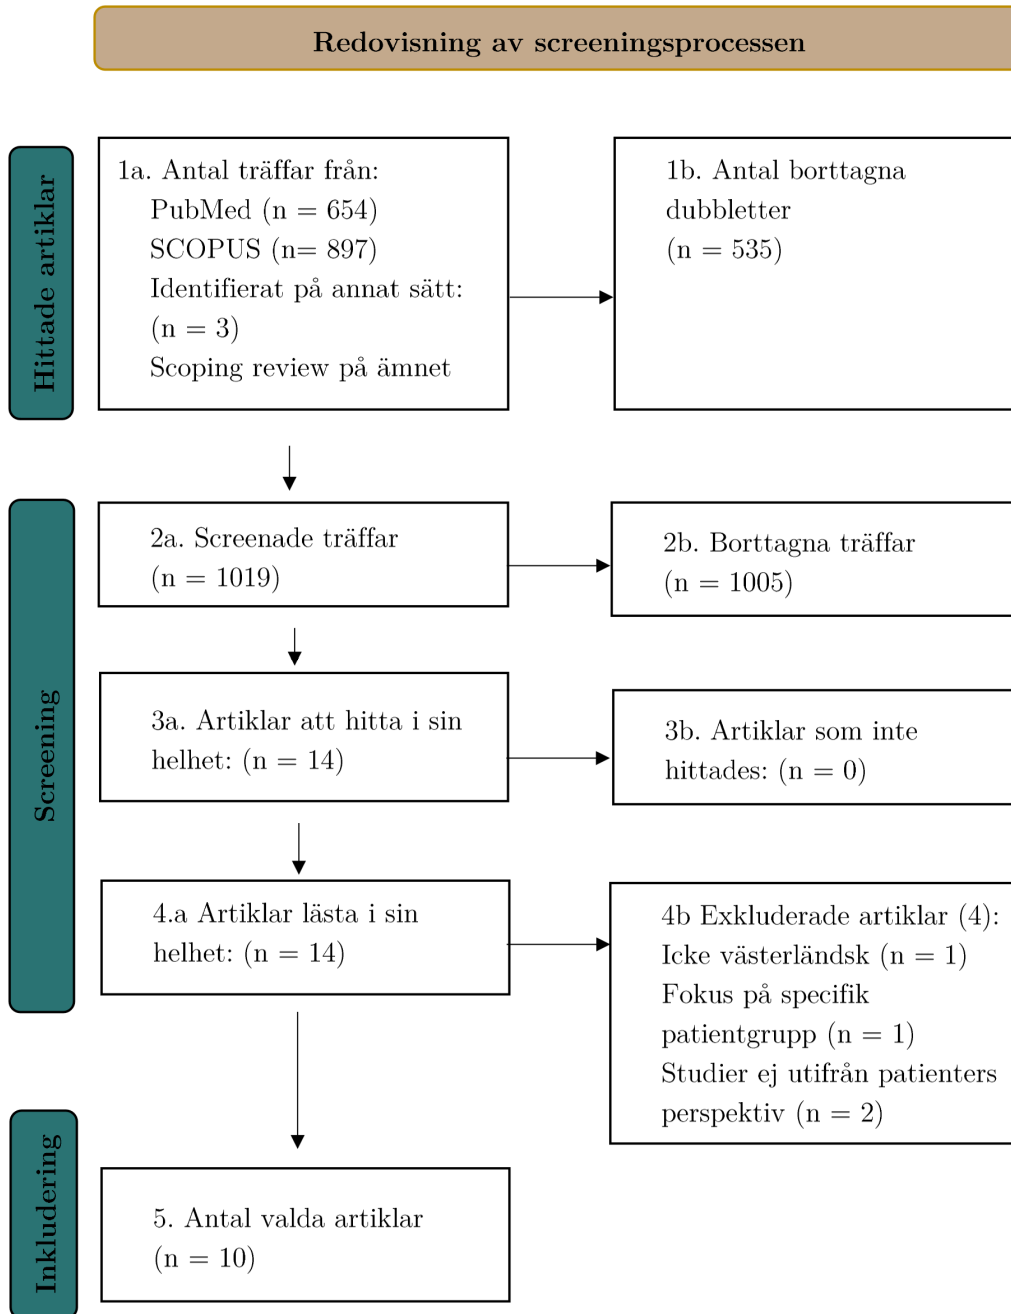 Redovisning av screeningsprocessen
Hittade artiklar
1a. Antal träffar från:
PubMed (n = 654)
SCOPUS (n= 897)
Identifierat på annat sätt:
(n = 3)
Scoping review på ämnet
1b. Antal borttagna
dubbletter
(n = 535)
Screening
2a. Screenade träffar
(n = 1019)
2b. Borttagna träffar
(n = 1005)
3a. Artiklar att hitta i sin
helhet: (n = 14)
3b. Artiklar som inte
hittades: (n = 0)
4.a Artiklar lästa i sin
helhet: (n = 14)
4b Exkluderade artiklar (4):
Icke västerländsk (n = 1)
Fokus på specifik
patientgrupp (n = 1)
Studier ej utifrån patienters
perspektiv (n = 2)
Inkludering
5. Antal valda artiklar
(n = 10)